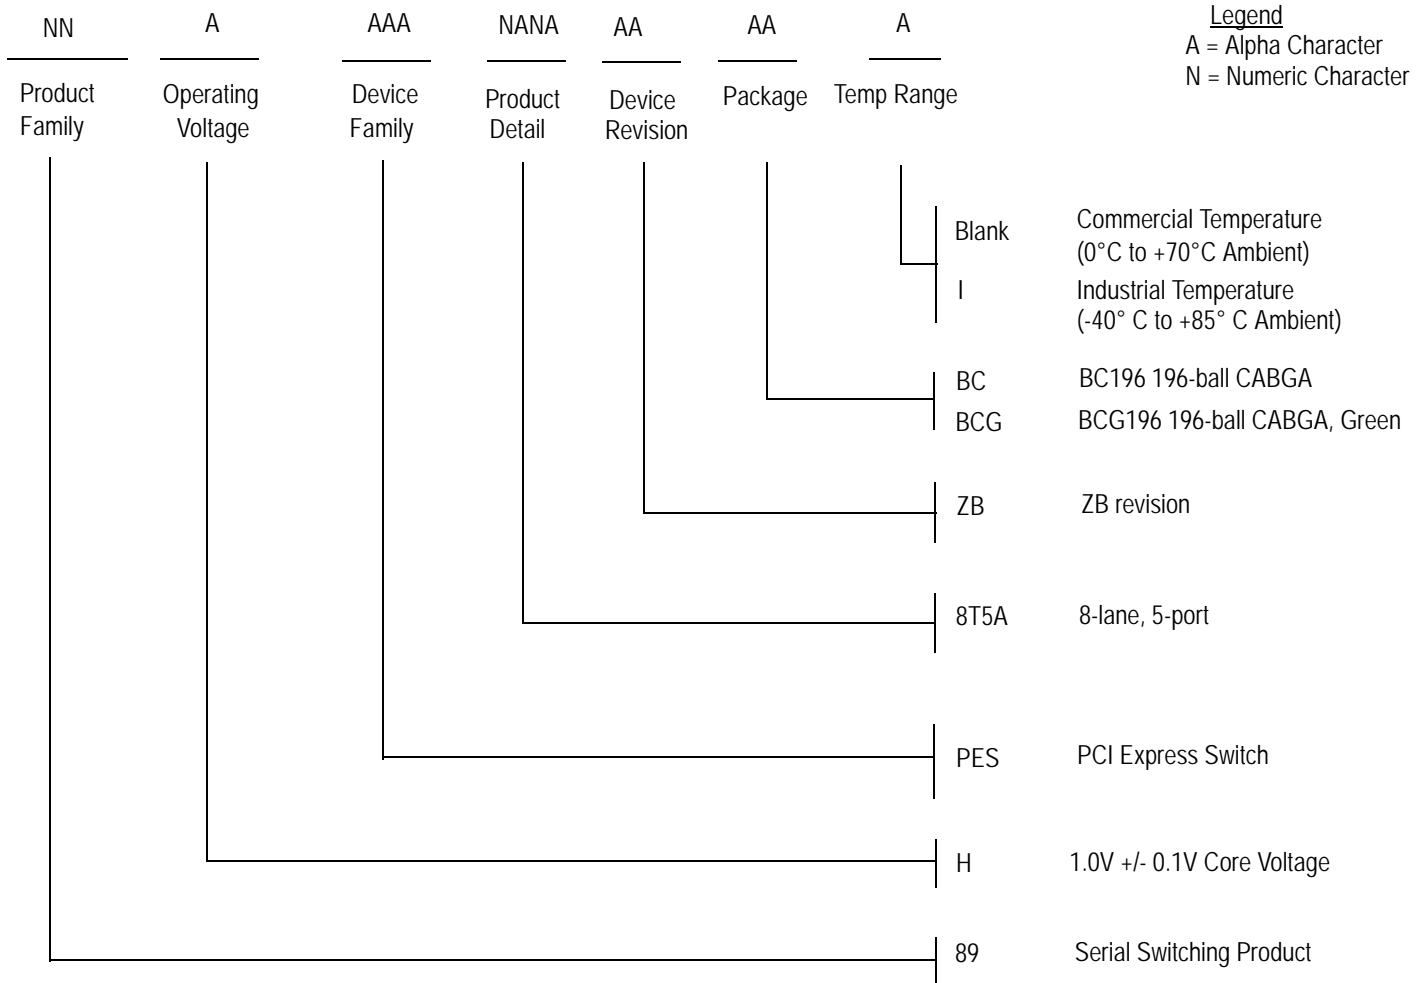 NN A AAA NANA AA AA A
Legend
A = Alpha Character
N = Numeric Character
Product Family
Operating Voltage
Device Family
Product Detail
Device Revision
Package
Temp Range
Blank Commercial Temperature
(0°C to +70°C Ambient)
I Industrial Temperature
(-40° C to +85° C Ambient)
BC BC196 196-ball CABGA
BCG BCG196 196-ball CABGA, Green
ZB ZB revision
8T5A 8-lane, 5-port
PES PCI Express Switch
H 1.0V +/- 0.1V Core Voltage
89 Serial Switching Product